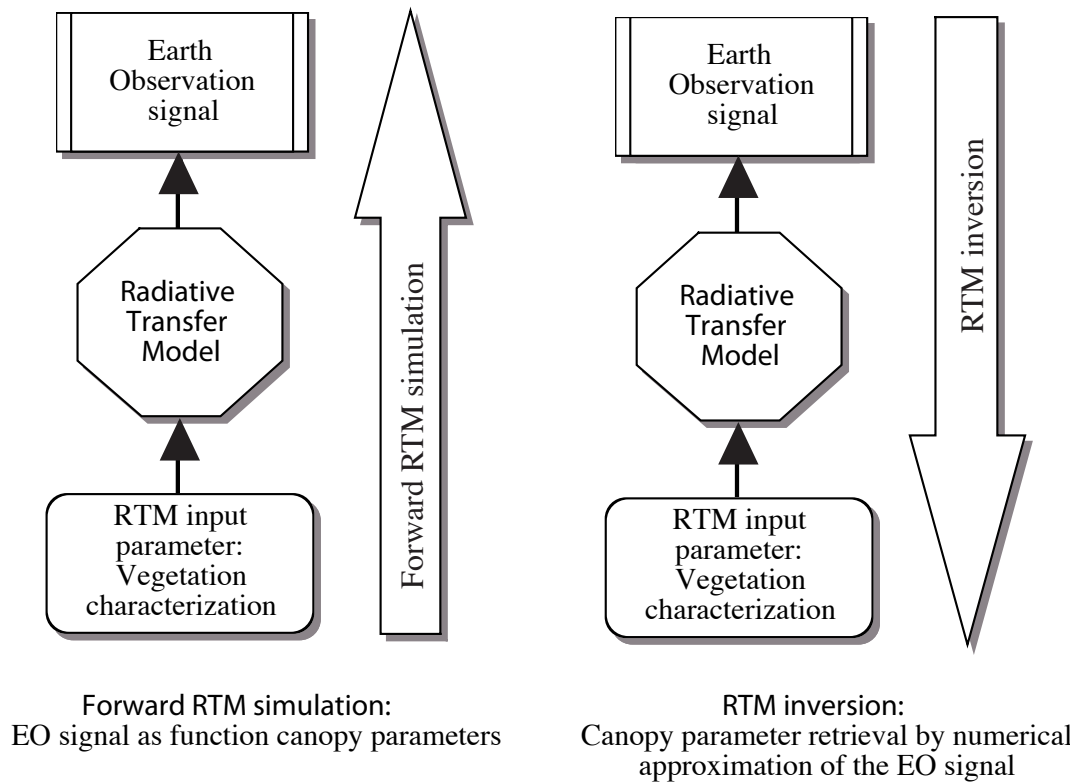 Earth
Observation
signal
Radiative
Transfer
Model
RTM input
parameter:
Vegetation
characterization
Forward RTM simulation
Forward RTM simulation:
EO signal as function canopy parameters
Earth
Observation
signal
Radiative
Transfer
Model
RTM input
parameter:
Vegetation
characterization
RTM inversion
RTM inversion:
Canopy parameter retrieval by numerical
approximation of the EO signal